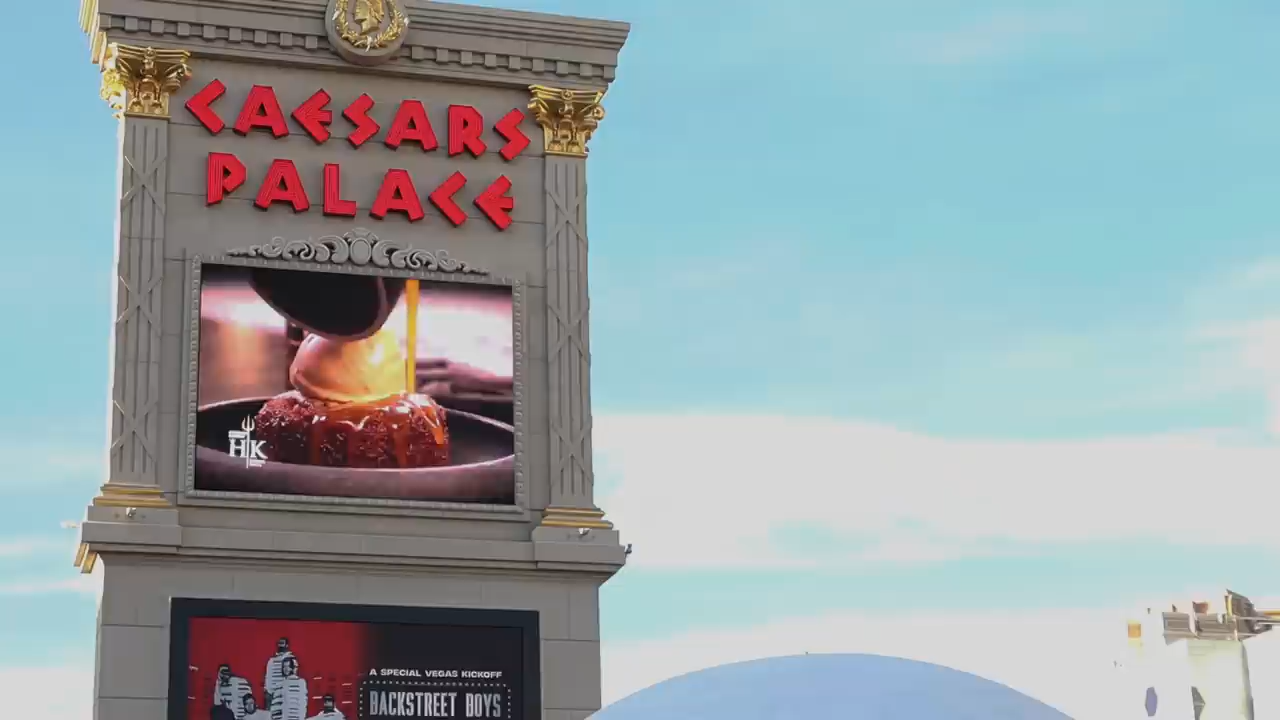 CAESARS
PALACE
HK
A SPECIAL VEGAS KICKOFF
BACKSTREET BOYS